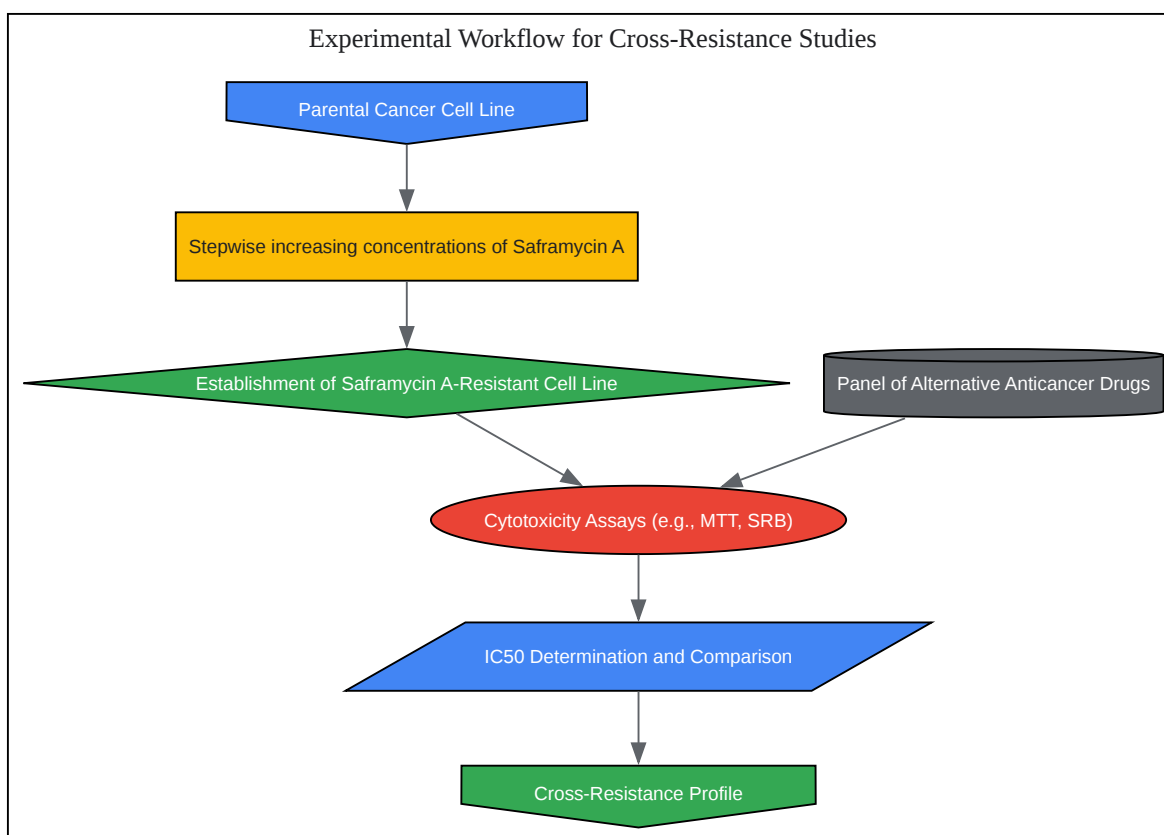 Experimental Workflow for Cross-Resistance Studies
Parental Cancer Cell Line
Stepwise increasing concentrations of Saframycin A
Establishment of Saframycin A-Resistant Cell Line
Panel of Alternative Anticancer Drugs
Cytotoxicity Assays (e.g., MTT, SRB)
IC50 Determination and Comparison
Cross-Resistance Profile